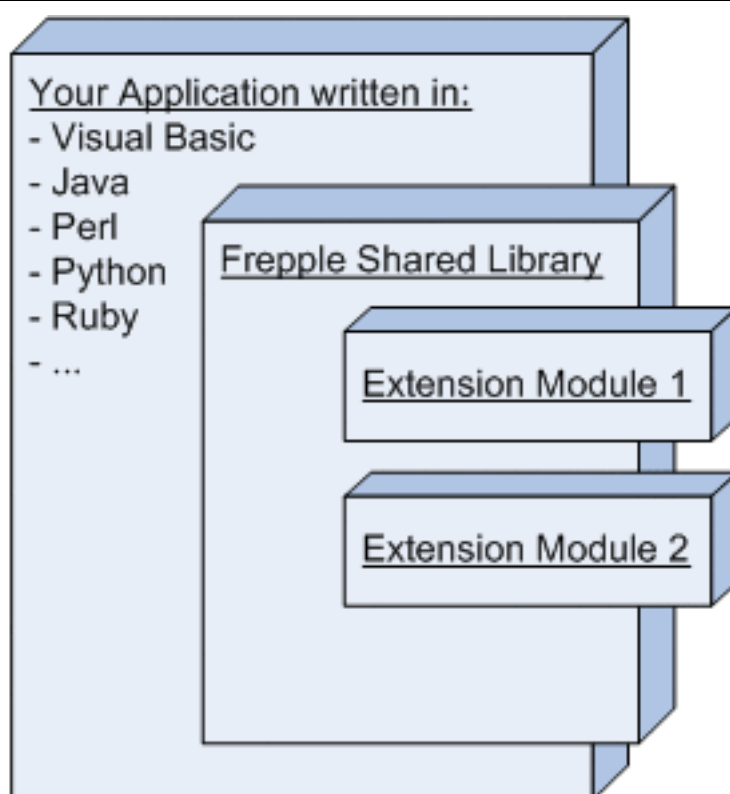 Your Application written in:
- Visual Basic
- Java
- Perl
- Python
- Ruby
- ...
Frepple Shared Library
Extension Module 1
Extension Module 2